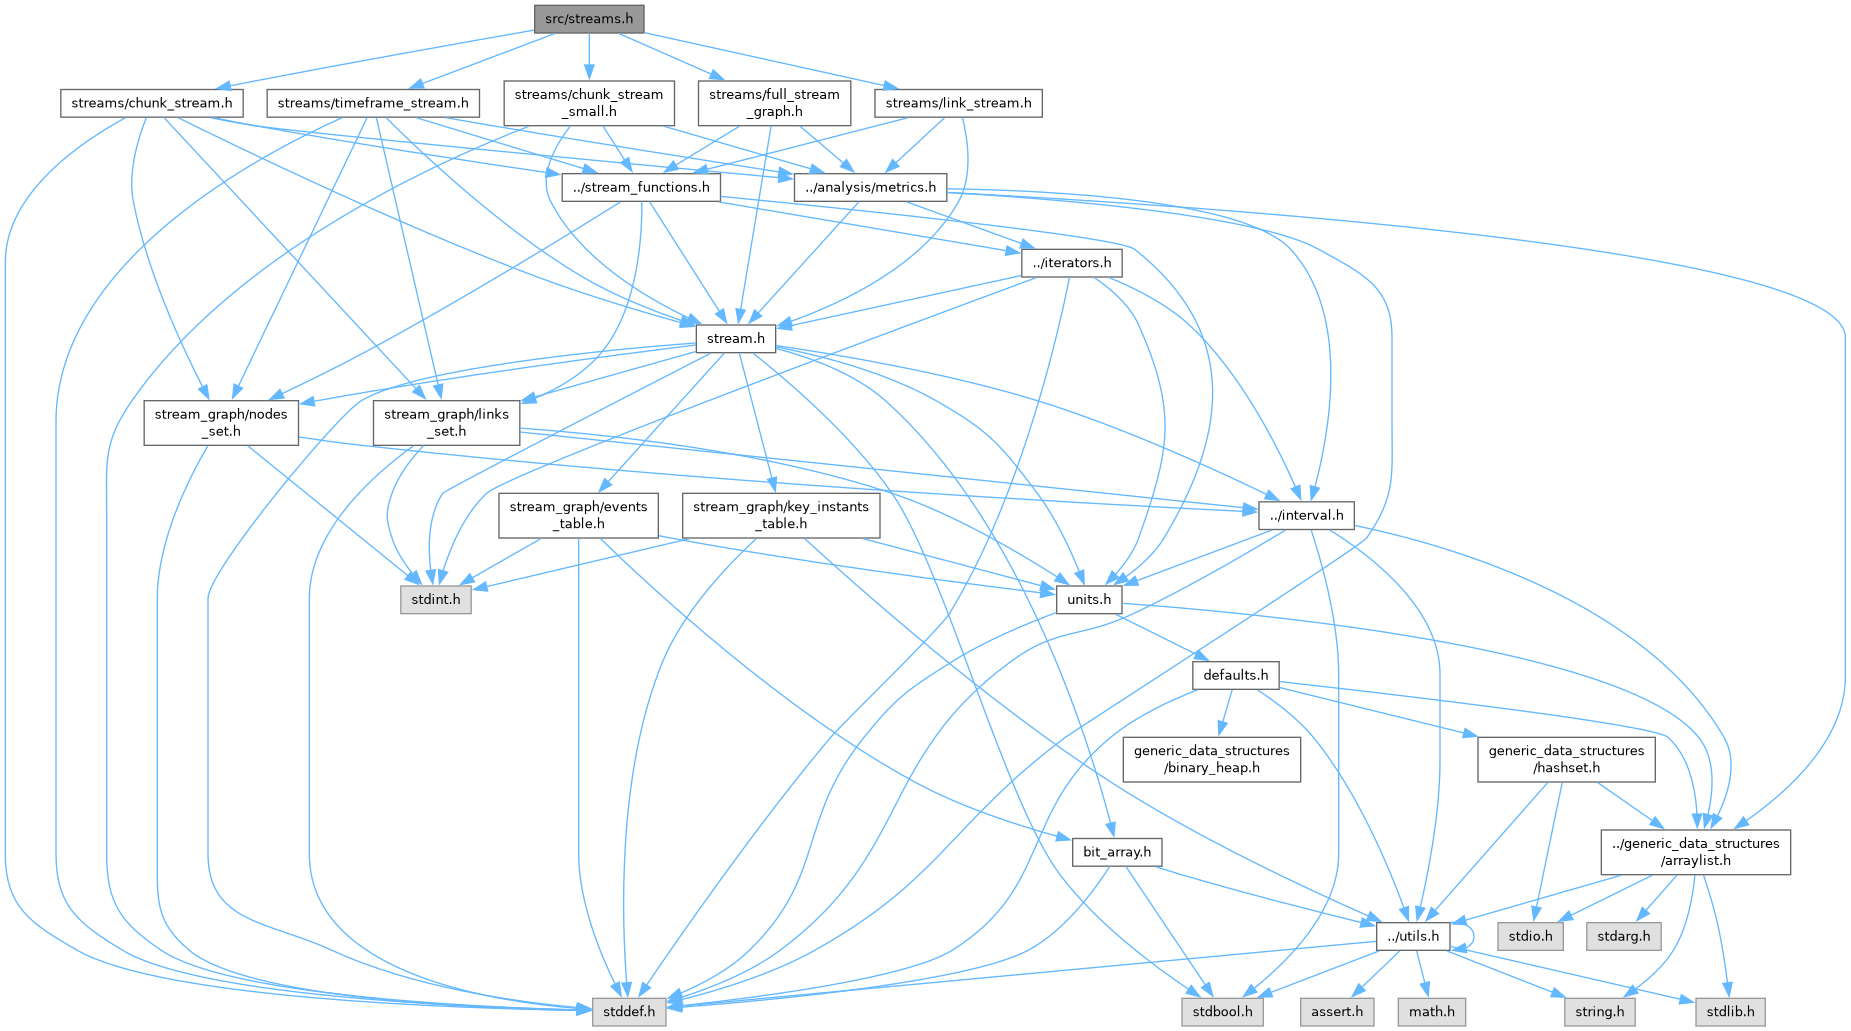 src/streams.h
streams/chunk_stream.h
streams/timeframe_stream.h
streams/chunk_stream
_small.h
streams/full_stream
_graph.h
streams/link_stream.h
../stream_functions.h
../analysis/metrics.h
../iterators.h
stream.h
stream_graph/nodes
_set.h
stream_graph/links
_set.h
stream_graph/events
_table.h
stream_graph/key_instants
_table.h
../interval.h
stdint.h
units.h
defaults.h
generic_data_structures
/binary_heap.h
generic_data_structures
/hashset.h
bit_array.h
../generic_data_structures
/arraylist.h
../utils.h
stdio.h
stdarg.h
stddef.h
stdbool.h
assert.h
math.h
string.h
stdlib.h